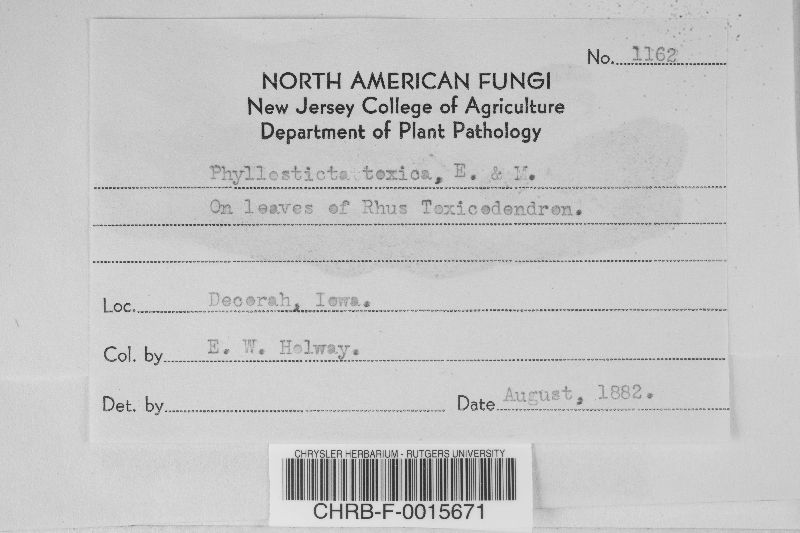 No. 1162
NORTH AMERICAN FUNGI
New Jersey College of Agriculture
Department of Plant Pathology
Phyllosticta toxica, E. & M.
On leaves of Rhus Toxicodendron.
Loc. Decorah, Iowa.
Col. by E. W. Holway.
Det. by
Date August, 1882.
CHRYSLER HERBARIUM - RUTGERS UNIVERSITY
CHRB-F-0015671